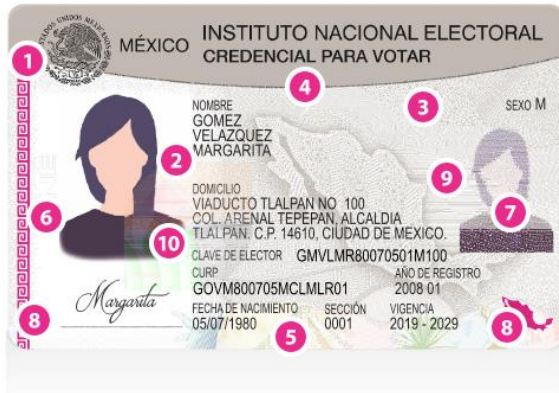 ESTADOS UNIDOS MEXICANOS
MÉXICO
INSTITUTO NACIONAL ELECTORAL
CREDENCIAL PARA VOTAR
1
4
3
NOMBRE
SEXO M
GOMEZ
VELAZQUEZ
MARGARITA
2
9
DOMICILIO
VIADUCTO TLALPAN NO 100
COL. ARENAL TEPEPAN, ALCALDIA
TLALPAN. C.P. 14610, CIUDAD DE MEXICO.
6
7
10
CLAVE DE ELECTOR GMVLMR80070501M100
CURP
AÑO DE REGISTRO
GOVM800705MCLMLR01
2008 01
Margarita
FECHA DE NACIMIENTO
SECCIÓN
VIGENCIA
05/07/1980
0001
2019 - 2029
8
5
8